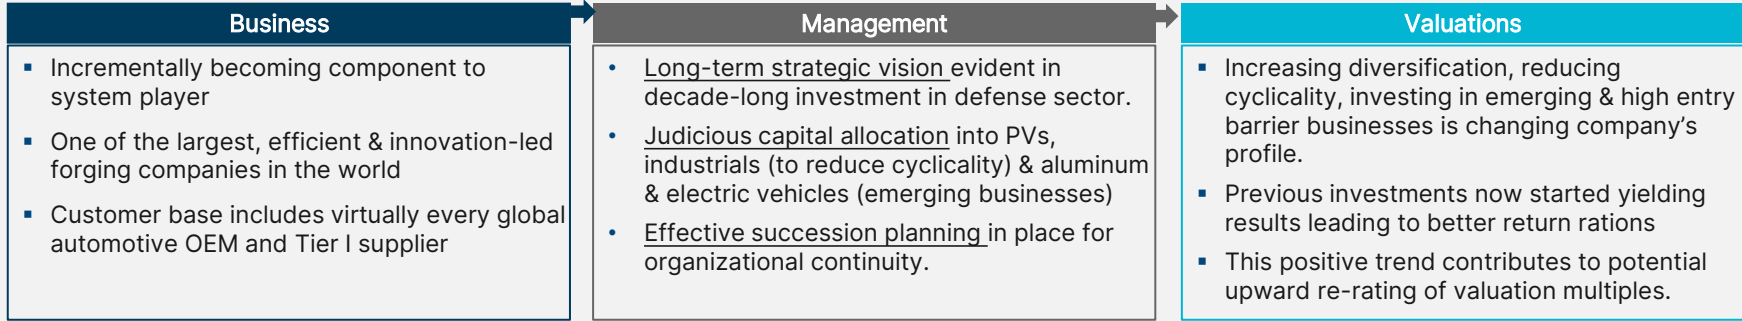 Business
▪ Incrementally becoming component to
system player
▪ One of the largest, efficient & innovation-led
forging companies in the world
▪ Customer base includes virtually every global
automotive OEM and Tier I supplier
Management
• Long-term strategic vision evident in
decade-long investment in defense sector.
• Judicious capital allocation into PVs,
industrials (to reduce cyclicality) & aluminum
& electric vehicles (emerging businesses)
• Effective succession planning in place for
organizational continuity.
Valuations
▪ Increasing diversification, reducing
cyclicality, investing in emerging & high entry
barrier businesses is changing company’s
profile.
▪ Previous investments now started yielding
results leading to better return rations
▪ This positive trend contributes to potential
upward re-rating of valuation multiples.